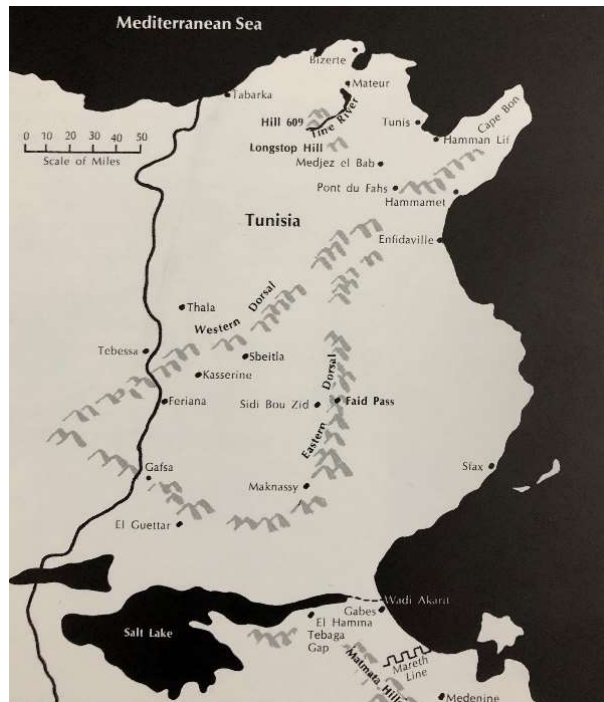 Mediterranean Sea
Bizerte
Mateur
Tabarka
0 10 20 30 40 50
Scale of Miles
Hill 609
Tine River
Tunis
Cape Bon
Hamman Lif
Longstop Hill
Medjez el Bab
Pont du Fahs
Hammamet
Tunisia
Enfidaville
Thala
Western Dorsal
Tebessa
Sbeitla
Kasserine
Feriana
Sidi Bou Zid
Faid Pass
Eastern Dorsal
Gafsa
Sfax
Maknassy
El Guettar
Wadi Akarit
Gabes
El Hamma
Salt Lake
Tebaga
Gap
Mareth
Line
Matmata Hills
Medenine